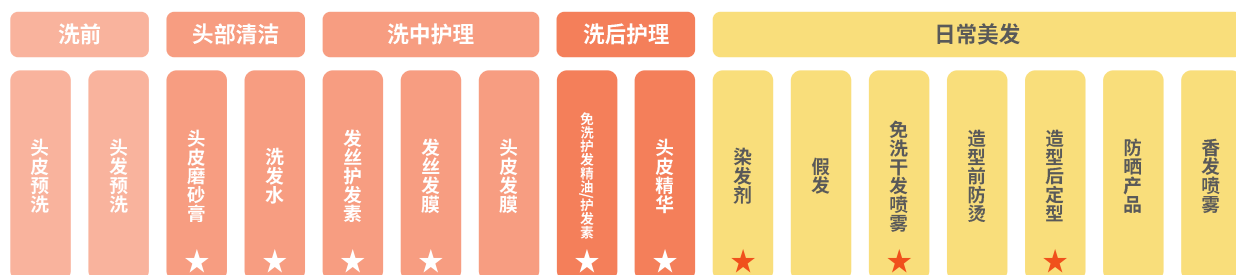 洗前
头部清洁
洗中护理
洗后护理
日常美发
头皮预洗
头发预洗
头皮磨砂膏
洗发水
发丝护发素
发丝发膜
头皮发膜
免洗护发精油/护发素
头皮精华
染发剂
假发
免洗干发喷雾
造型前防烫
造型后定型
防晒产品
香发喷雾